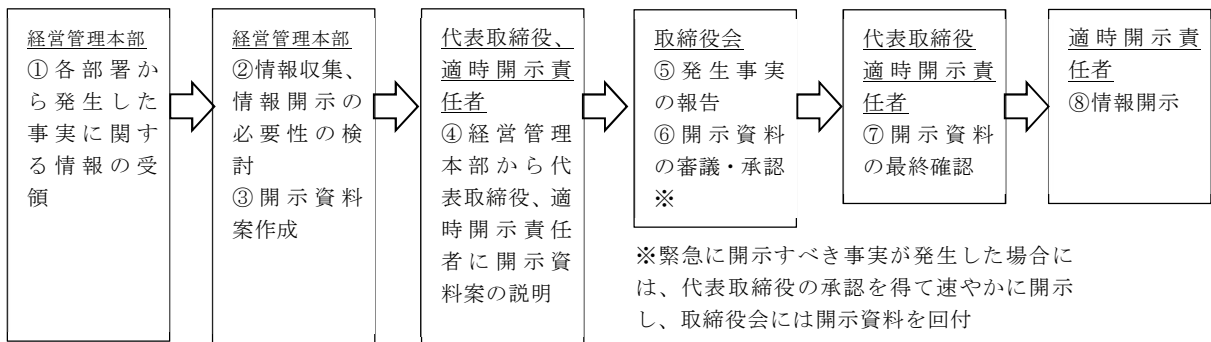 経営管理本部
①各部署か
ら発生した
事実に関す
る情報の受
領
経営管理本部
②情報収集、
情報開示の
必要性の検
討
③開示資料
案作成
代表取締役、
適時開示責
任者
④経営管理
本部から代
表取締役、適
時開示責任
者に開示資
料案の説明
取締役会
⑤発生事実
の報告
⑥開示資料
の審議・承認
※
代表取締役
適時開示責
任者
⑦開示資料
の最終確認
適時開示責
任者
⑧情報開示
※緊急に開示すべき事実が発生した場合に
は、代表取締役の承認を得て速やかに開示
し、取締役会には開示資料を回付